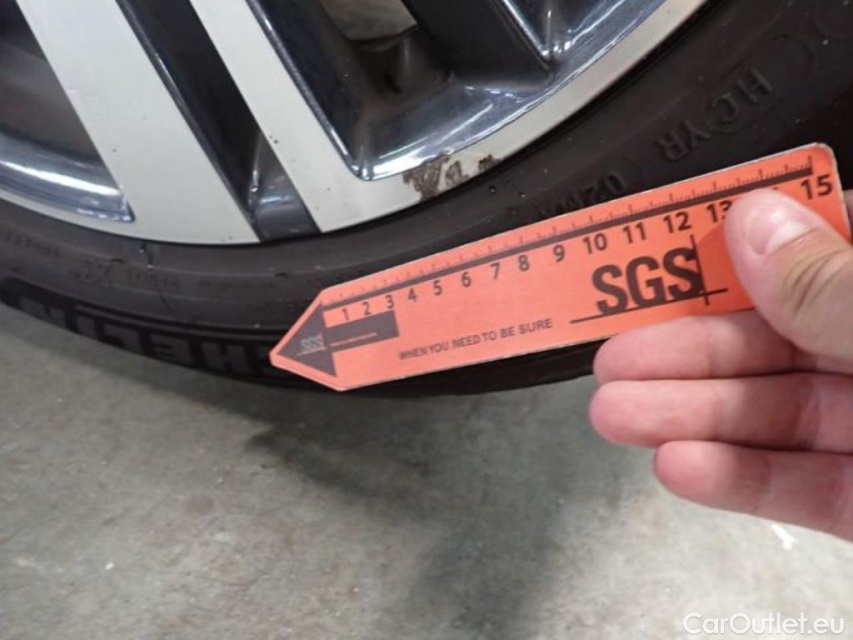 HCYR
1 2 3 4 5 6 7 8 9 10 11 12 13 15
SGS
WHEN YOU NEED TO BE SURE
CarOutlet.eu